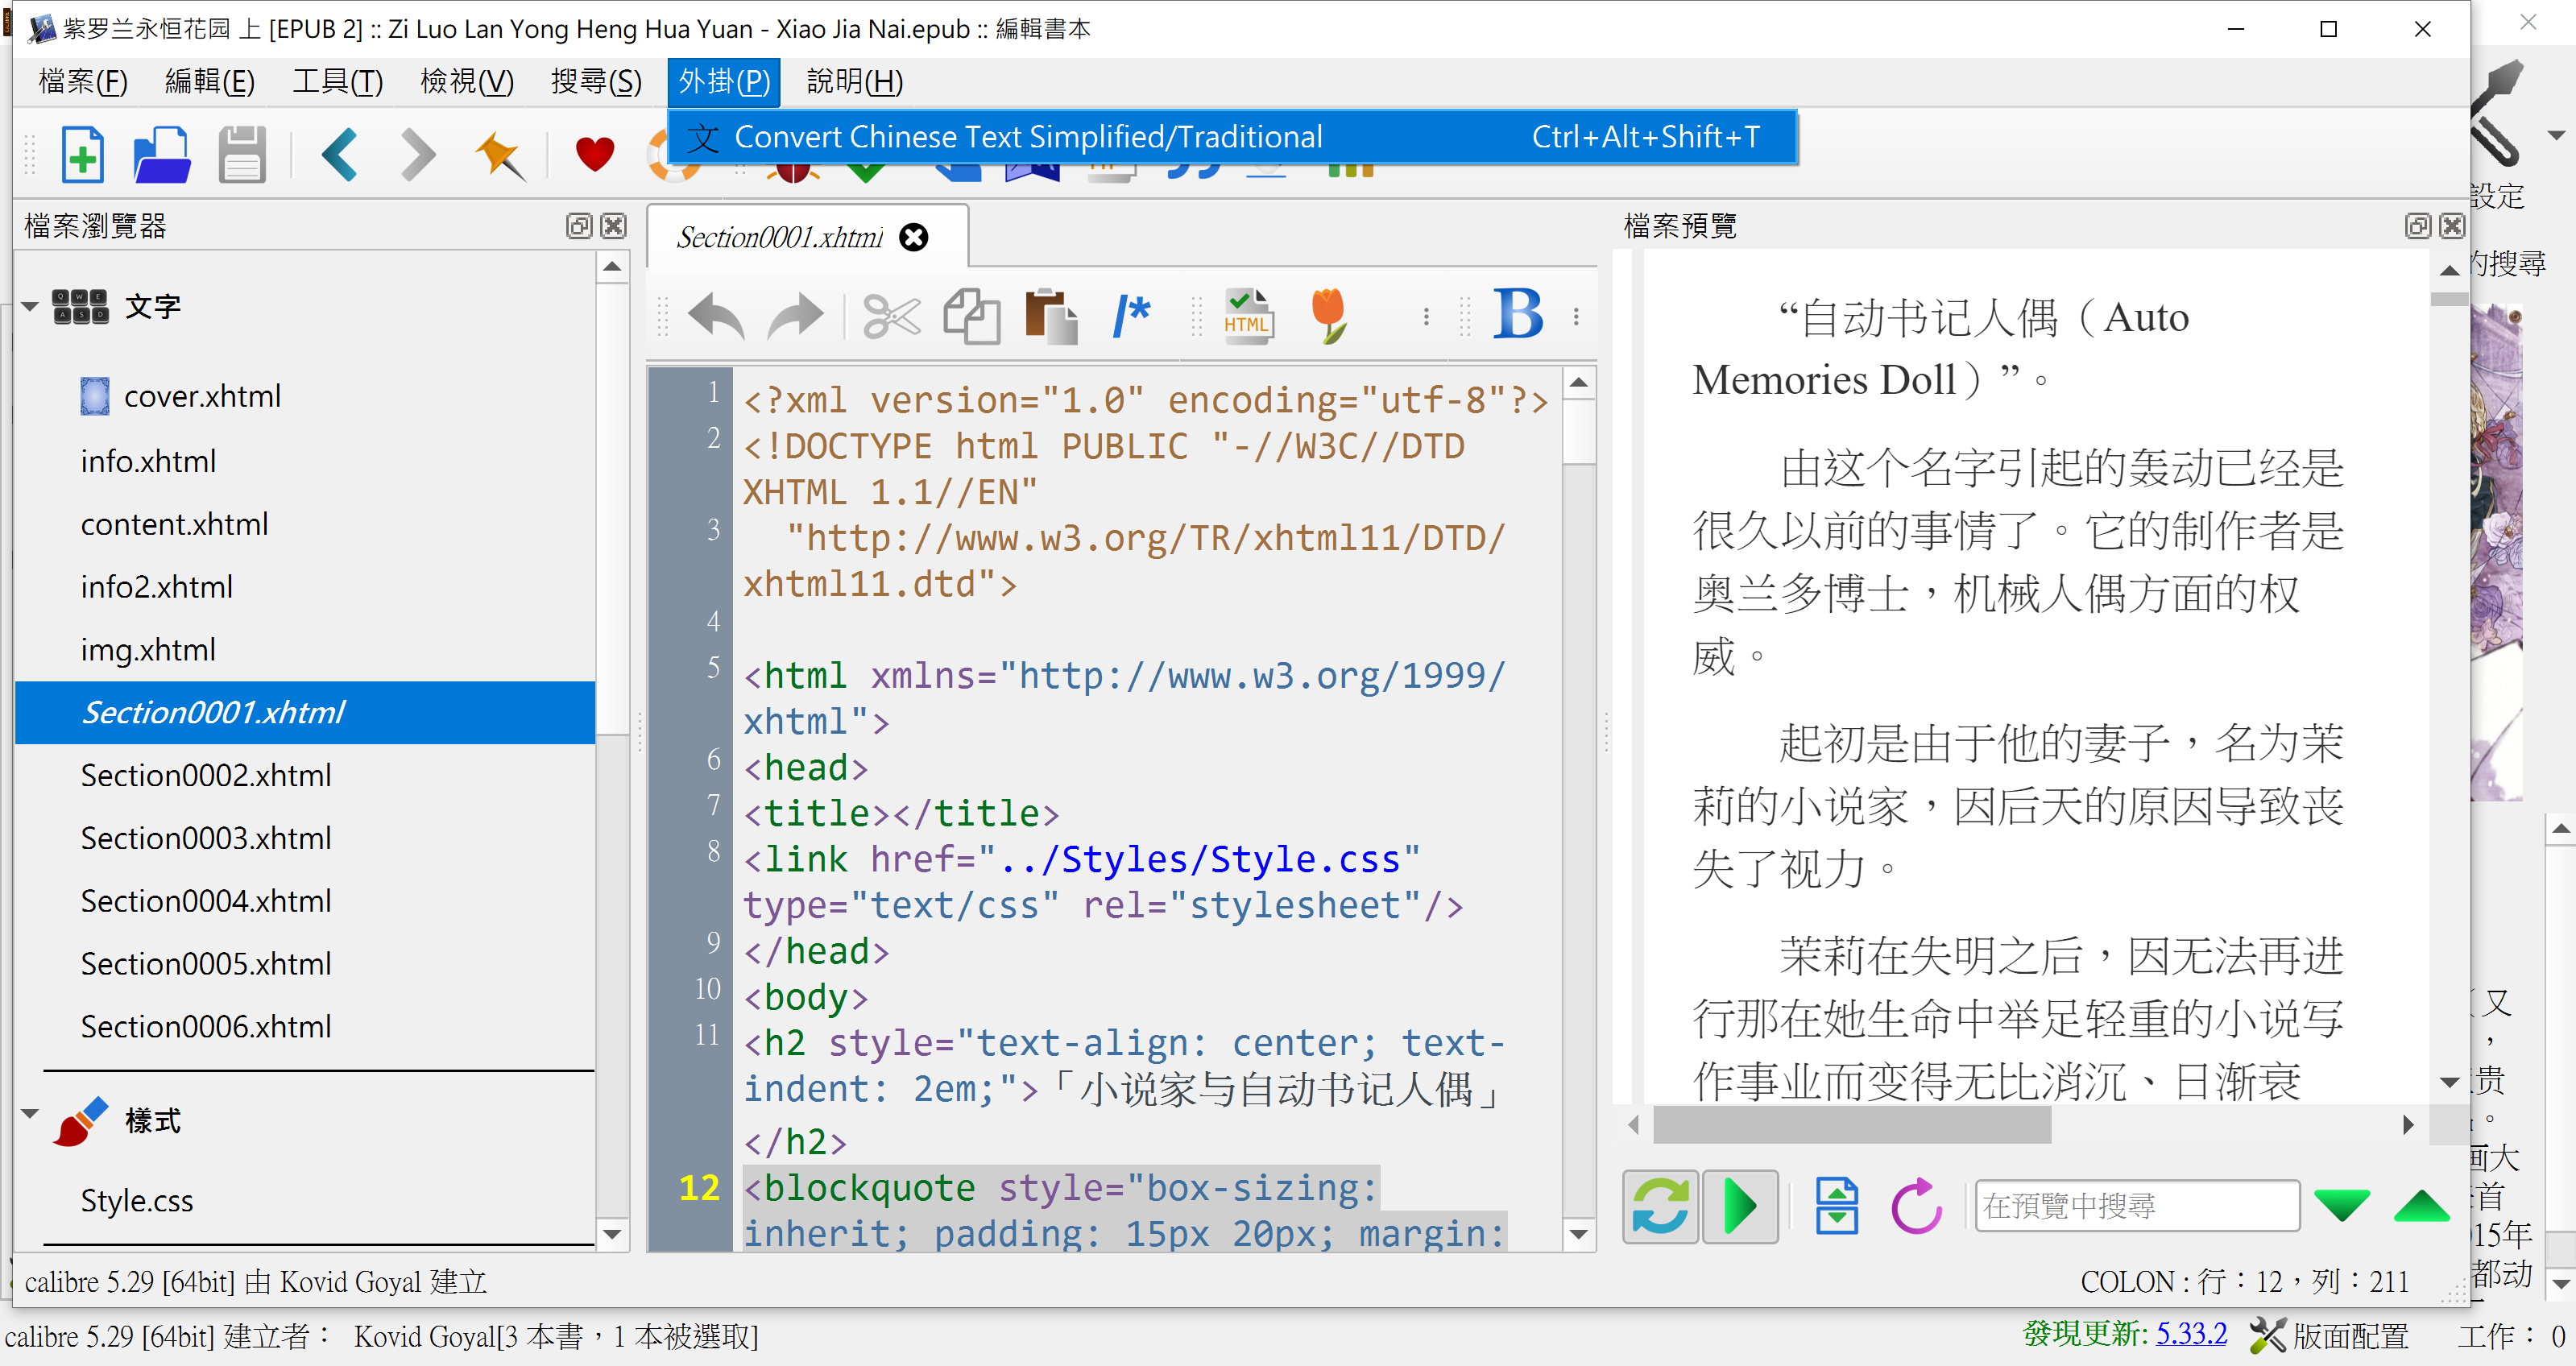 紫罗兰永恒花园 上 [EPUB 2] :: Zi Luo Lan Yong Heng Hua Yuan - Xiao Jia Nai.epub :: 編輯書本
檔案(F) 編輯(E) 工具(T) 檢視(V) 搜尋(S) 外掛(P) 說明(H)
文 Convert Chinese Text Simplified/Traditional Ctrl+Alt+Shift+T
設定
的搜尋
檔案瀏覽器
文字
cover.xhtml
info.xhtml
content.xhtml
info2.xhtml
img.xhtml
Section0001.xhtml
Section0002.xhtml
Section0003.xhtml
Section0004.xhtml
Section0005.xhtml
Section0006.xhtml
樣式
Style.css
Section0001.xhtml
/* HTML B
1 <?xml version="1.0" encoding="utf-8"?>
2 <!DOCTYPE html PUBLIC "-//W3C//DTD
XHTML 1.1//EN"
3 "http://www.w3.org/TR/xhtml11/DTD/
xhtml11.dtd">
4
5 <html xmlns="http://www.w3.org/1999/
xhtml">
6 <head>
7 <title></title>
8 <link href="../Styles/Style.css"
type="text/css" rel="stylesheet"/>
9 </head>
10 <body>
11 <h2 style="text-align: center; text-
indent: 2em;">「小说家与自动书记人偶」
</h2>
12 <blockquote style="box-sizing:
inherit; padding: 15px 20px; margin:
檔案預覽
“自动书记人偶（Auto
Memories Doll）”。
由这个名字引起的轰动已经是
很久以前的事情了。它的制作者是
奥兰多博士，机械人偶方面的权
威。
起初是由于他的妻子，名为茉
莉的小说家，因后天的原因导致丧
失了视力。
茉莉在失明之后，因无法再进
行那在她生命中举足轻重的小说写
作事业而变得无比消沉、日渐衰
在預覽中搜尋
（又
，
贵
。
画大
首
15年
都动
calibre 5.29 [64bit] 由 Kovid Goyal 建立
COLON : 行：12，列：211
calibre 5.29 [64bit] 建立者： Kovid Goyal[3 本書，1 本被選取]
發現更新: 5.33.2 版面配置 工作： 0